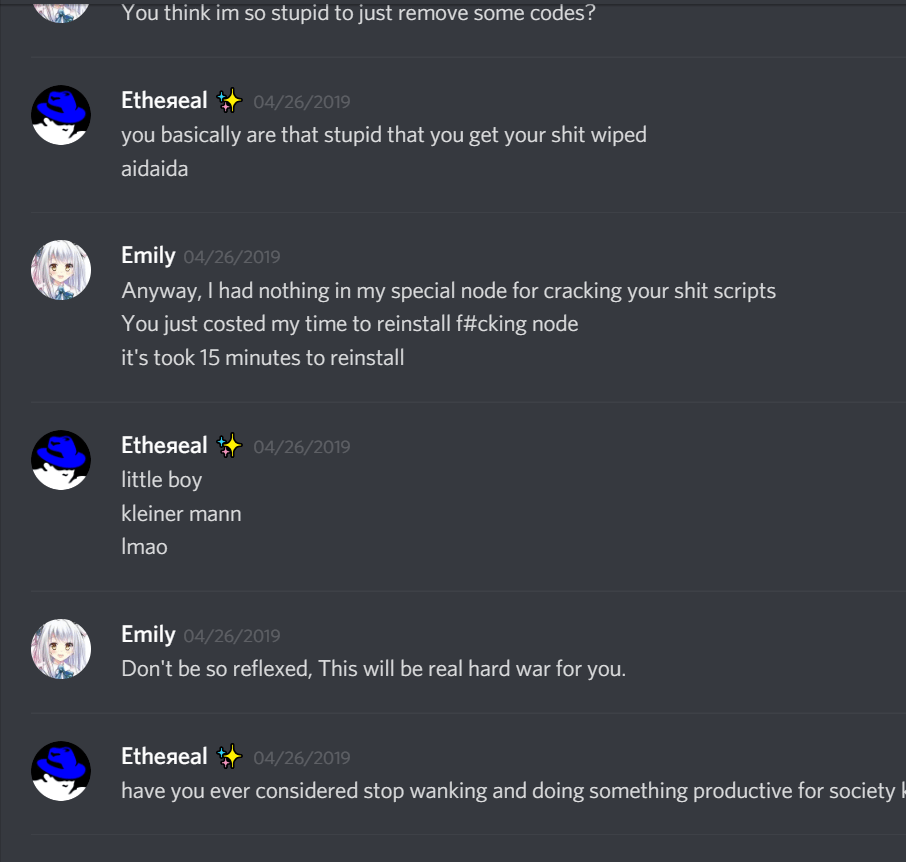 You think im so stupid to just remove some codes?
Etheяeal ✨ 04/26/2019
you basically are that stupid that you get your shit wiped
aidaida
Emily 04/26/2019
Anyway, I had nothing in my special node for cracking your shit scripts
You just costed my time to reinstall f#cking node
it's took 15 minutes to reinstall
Etheяeal ✨ 04/26/2019
little boy
kleiner mann
lmao
Emily 04/26/2019
Don't be so reflexed, This will be real hard war for you.
Etheяeal ✨ 04/26/2019
have you ever considered stop wanking and doing something productive for society